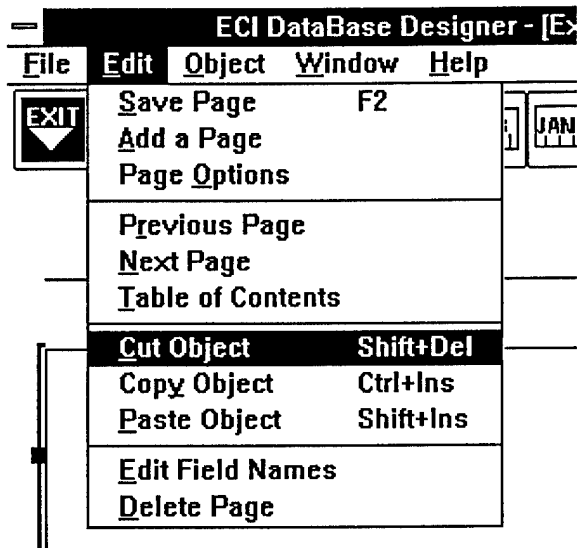 ECI DataBase Designer - [Ex
File Edit Object Window Help
EXIT
JAN
Save Page F2
Add a Page
Page Options
Previous Page
Next Page
Table of Contents
Cut Object Shift+Del
Copy Object Ctrl+Ins
Paste Object Shift+Ins
Edit Field Names
Delete Page